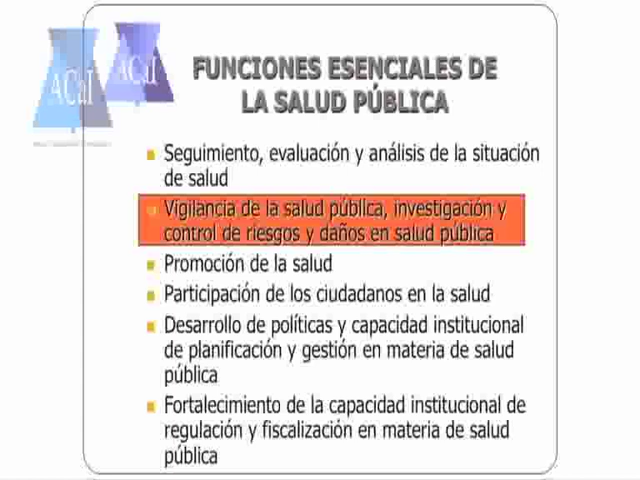 ACHI
ACHI
FUNCIONES ESENCIALES DE
LA SALUD PÚBLICA
Seguimiento, evaluación y análisis de la situación
de salud
Vigilancia de la salud pública, investigación y
control de riesgos y daños en salud pública
Promoción de la salud
Participación de los ciudadanos en la salud
Desarrollo de políticas y capacidad institucional
de planificación y gestión en materia de salud
pública
Fortalecimiento de la capacidad institucional de
regulación y fiscalización en materia de salud
pública